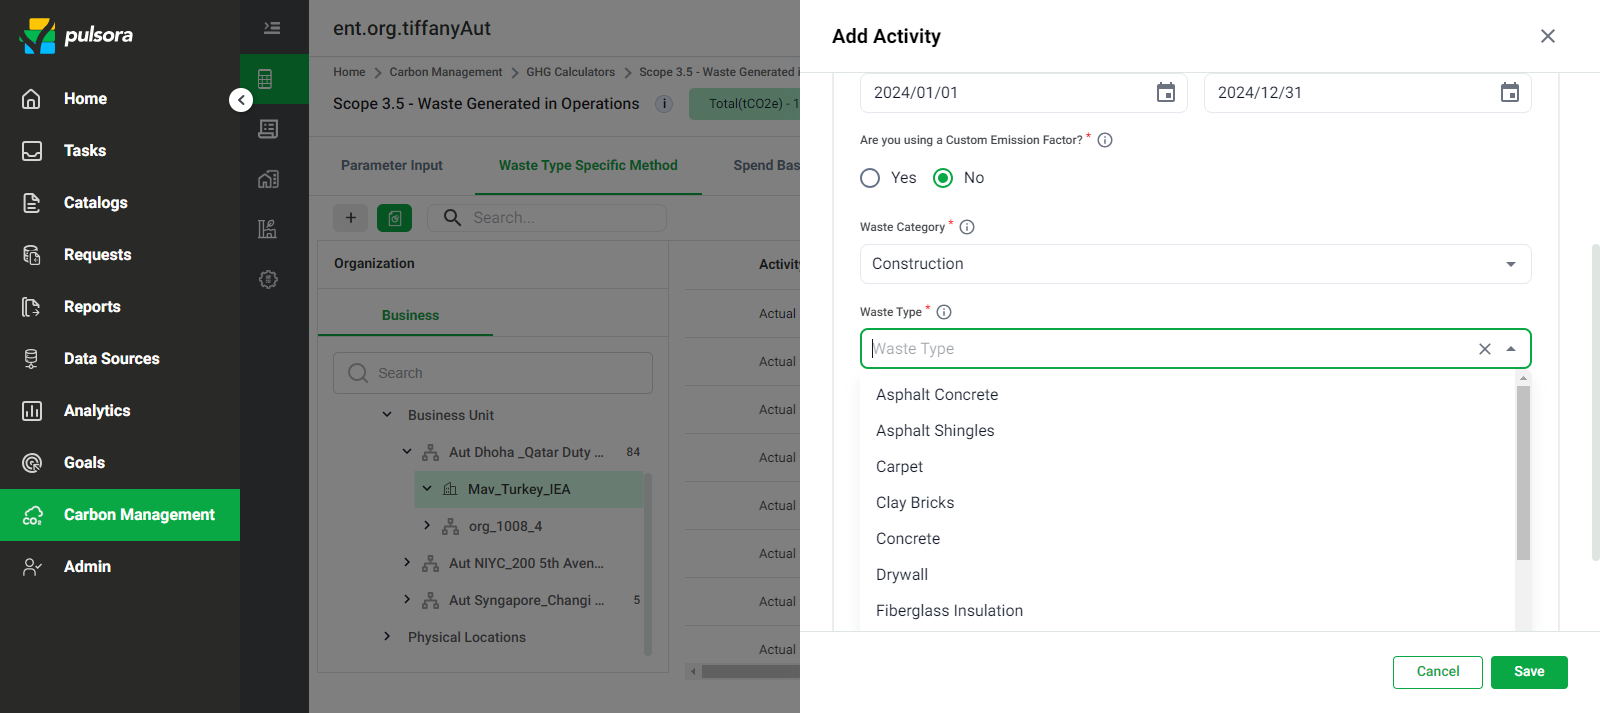 pulsora
Home
Tasks
Catalogs
Requests
Reports
Data Sources
Analytics
Goals
Carbon Management
Admin
ent.org.tiffanyAut
Home > Carbon Management > GHG Calculators > Scope 3.5 - Waste Generated i
Scope 3.5 - Waste Generated in Operations
Total(tCO2e) - 1
Parameter Input
Waste Type Specific Method
Spend Bas
Search...
Organization
Business
Search
Business Unit
Aut Dhoha _Qatar Duty ... 84
Mav_Turkey_IEA
org_1008_4
Aut NIYC_200 5th Aven...
Aut Syngapore_Changi ... 5
Physical Locations
Activity
Actual
Actual
Actual
Actual
Actual
Actual
Actual
Actual
Add Activity
2024/01/01
2024/12/31
Are you using a Custom Emission Factor? *
Yes
No
Waste Category *
Construction
Waste Type *
Waste Type
Asphalt Concrete
Asphalt Shingles
Carpet
Clay Bricks
Concrete
Drywall
Fiberglass Insulation
Cancel
Save